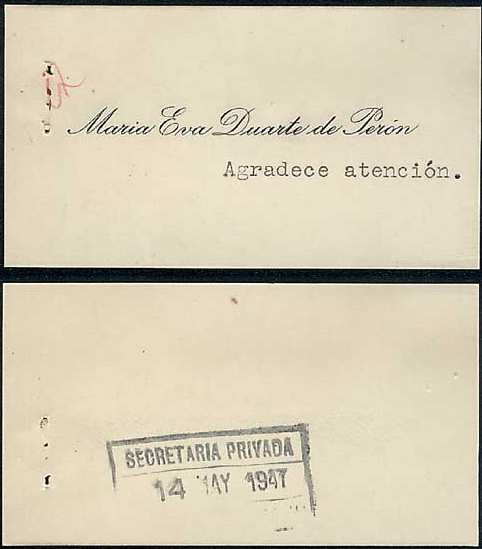 Maria Eva Duarte de Perón
Agradece atención.
SECRETARIA PRIVADA
14 MAY 1947